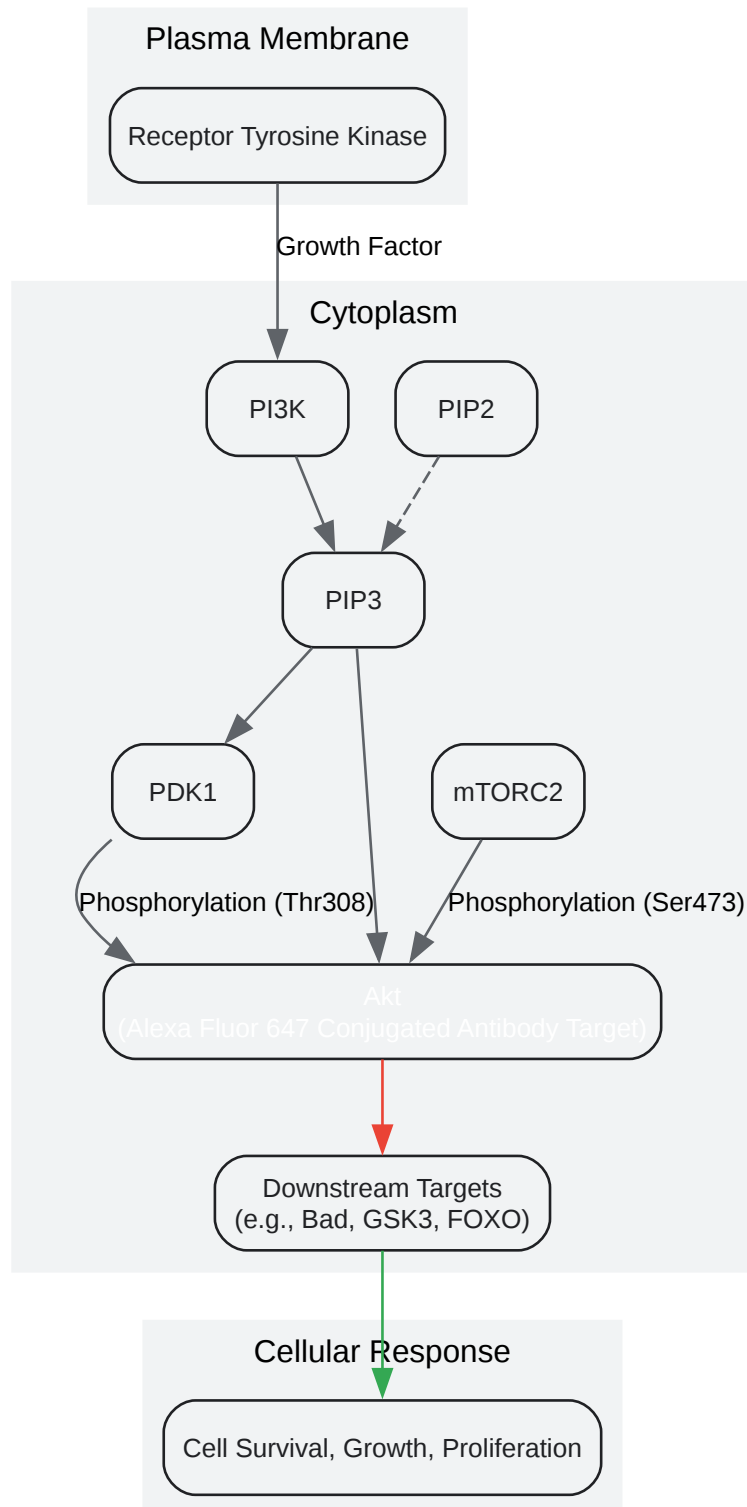 Plasma Membrane
Receptor Tyrosine Kinase
Growth Factor
Cytoplasm
PI3K
PIP2
PIP3
PDK1
mTORC2
Phosphorylation (Thr308)
Phosphorylation (Ser473)
Akt
(Alexa Fluor 647 Conjugated Antibody Target)
Downstream Targets
(e.g., Bad, GSK3, FOXO)
Cellular Response
Cell Survival, Growth, Proliferation